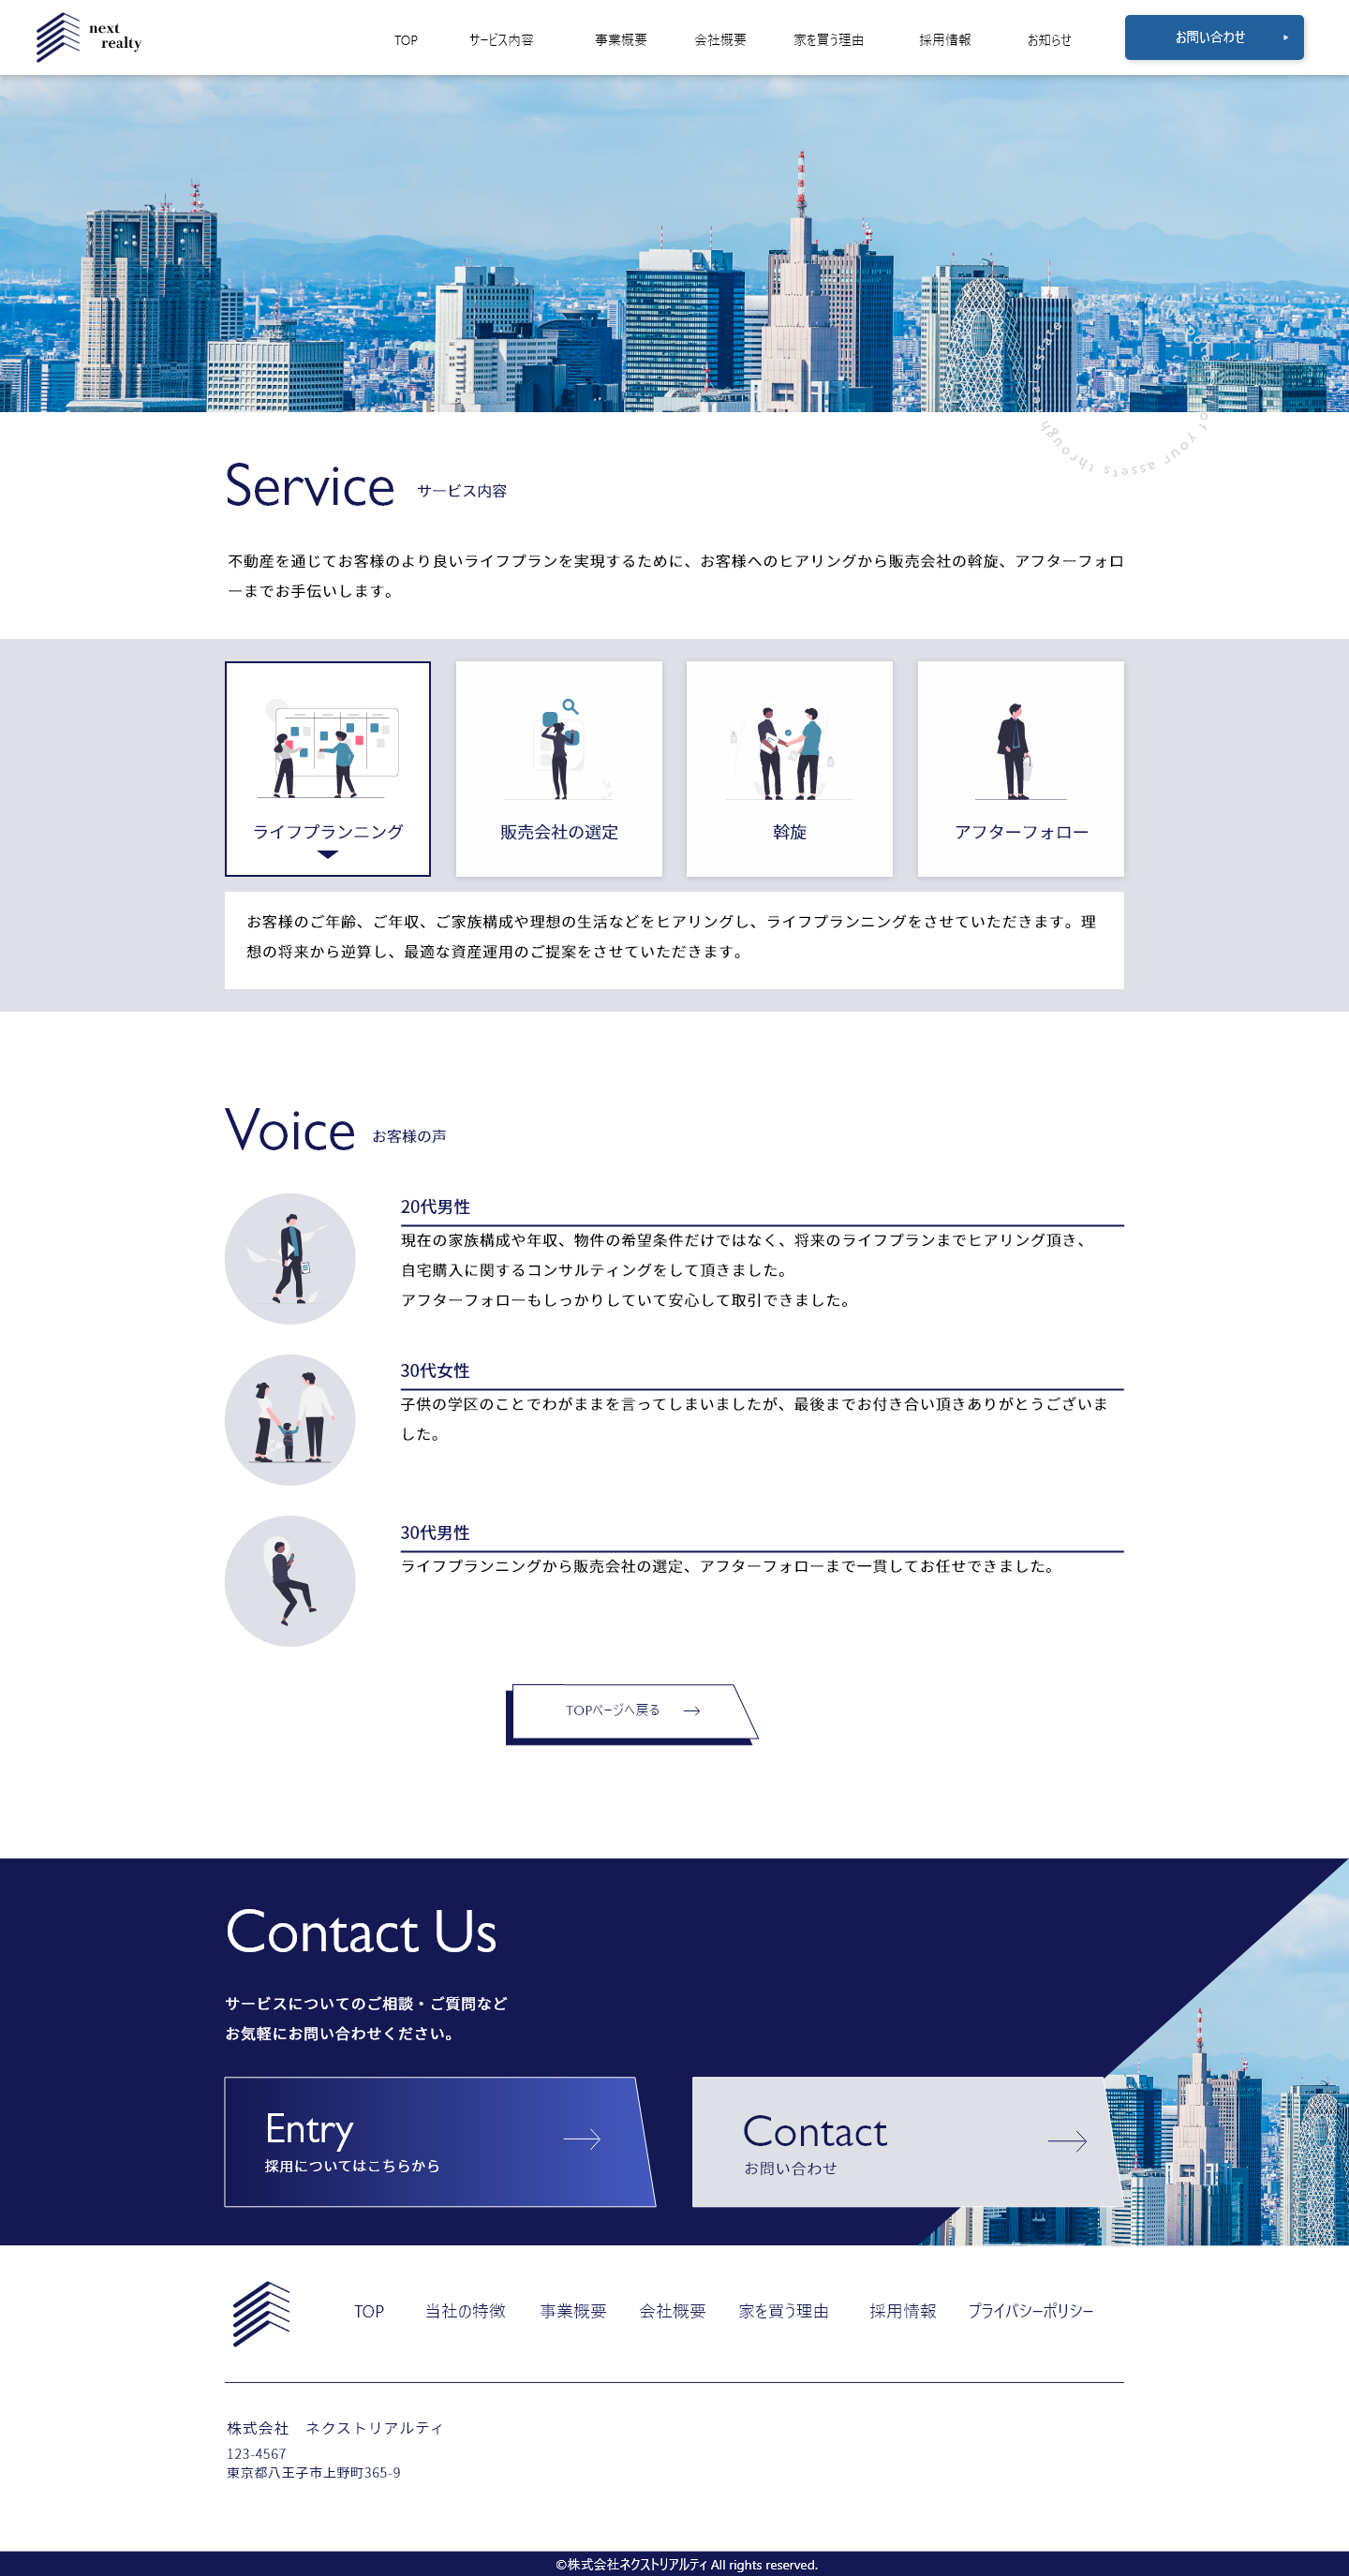 next
realty
TOP サービス内容 事業概要 会社概要 家を買う理由 採用情報 お知らせ お問い合わせ
of your assets through
Service サービス内容
不動産を通じてお客様のより良いライフプランを実現するために、お客様へのヒアリングから販売会社の斡旋、アフターフォロ
ーまでお手伝いします。
ライフプランニング 販売会社の選定 斡旋 アフターフォロー
お客様のご年齢、ご年収、ご家族構成や理想の生活などをヒアリングし、ライフプランニングをさせていただきます。理
想の将来から逆算し、最適な資産運用のご提案をさせていただきます。
Voice お客様の声
20代男性
現在の家族構成や年収、物件の希望条件だけではなく、将来のライフプランまでヒアリング頂き、
自宅購入に関するコンサルティングをして頂きました。
アフターフォローもしっかりしていて安心して取引できました。
30代女性
子供の学区のことでわがままを言ってしまいましたが、最後までお付き合い頂きありがとうございま
した。
30代男性
ライフプランニングから販売会社の選定、アフターフォローまで一貫してお任せできました。
TOPページへ戻る
Contact Us
サービスについてのご相談・ご質問など
お気軽にお問い合わせください。
Entry
採用についてはこちらから
Contact
お問い合わせ
TOP 当社の特徴 事業概要 会社概要 家を買う理由 採用情報 プライバシーポリシー
株式会社　ネクストリアルティ
123-4567
東京都八王子市上野町365-9
©株式会社ネクストリアルティ All rights reserved.